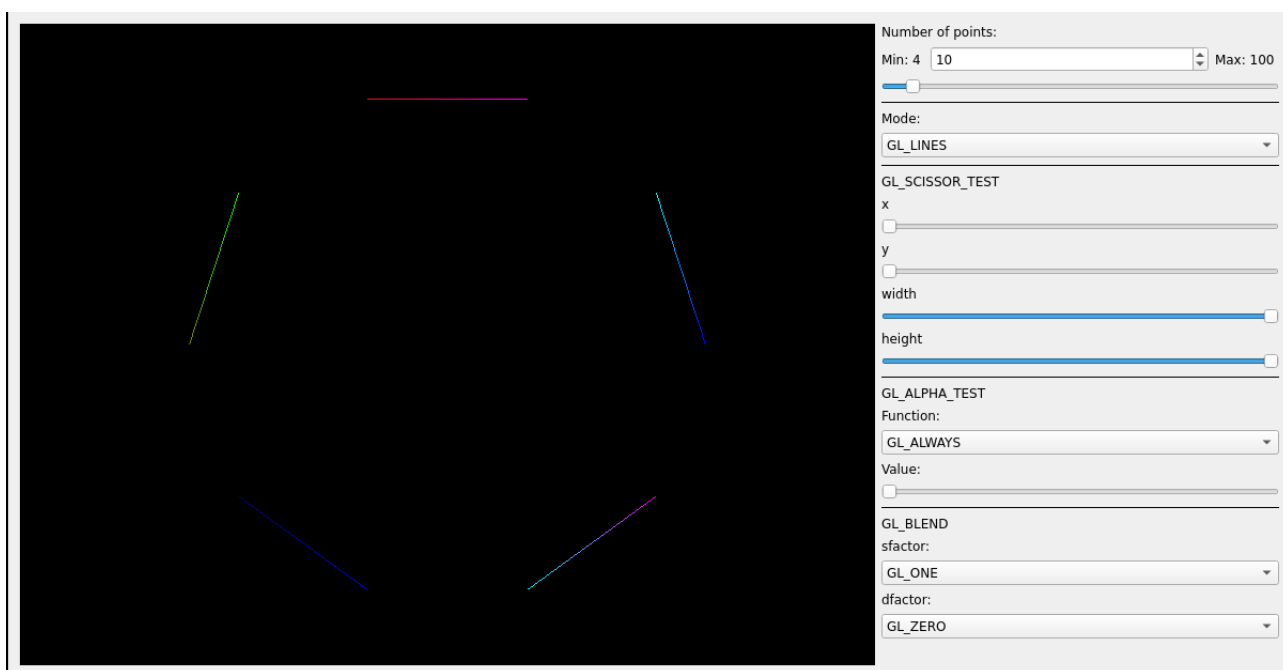 Number of points:
Min: 4 10 Max: 100
Mode:
GL_LINES
GL_SCISSOR_TEST
x
y
width
height
GL_ALPHA_TEST
Function:
GL_ALWAYS
Value:
GL_BLEND
sfactor:
GL_ONE
dfactor:
GL_ZERO